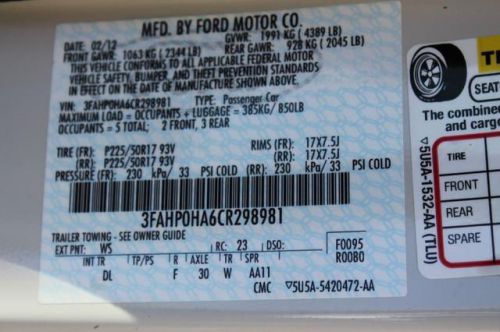 MFD. BY FORD MOTOR CO.
DATE: 02/12 GVWR: 1991 KG (4389 LB)
FRONT GAWR: 1063 KG (2344 LB) REAR GAWR: 928 KG (2045 LB)
THIS VEHICLE CONFORMS TO ALL APPLICABLE FEDERAL MOTOR
VEHICLE SAFETY, BUMPER, AND THEFT PREVENTION STANDARDS
IN EFFECT ON THE DATE OF MANUFACTURE SHOWN ABOVE.
VIN: 3FAHP0HA6CR298981 TYPE: Passenger Car
MAXIMUM LOAD = OCCUPANTS + LUGGAGE = 385KG/ 850LB
OCCUPANTS = 5 TOTAL: 2 FRONT, 3 REAR
TIRE (FR): P225/50R17 93V RIMS (FR): 17X7.5J
(RR): P225/50R17 93V (RR): 17X7.5J
PRESSURE (FR): 230 kPa/ 33 PSI COLD (RR): 230 kPa/ 33 PSI COLD
3FAHP0HA6CR298981
TRAILER TOWING - SEE OWNER GUIDE
EXT PNT: WS RC: 23 DSO: F0095
R0080
INT TR TP/PS R AXLE TR SPR
DL F 30 W AA11
CMC 5U5A-5420472-AA
SEAT
The combine
and cargo
TIRE
FRONT
REAR
SPARE
5U5A-1532-AA (TLU)